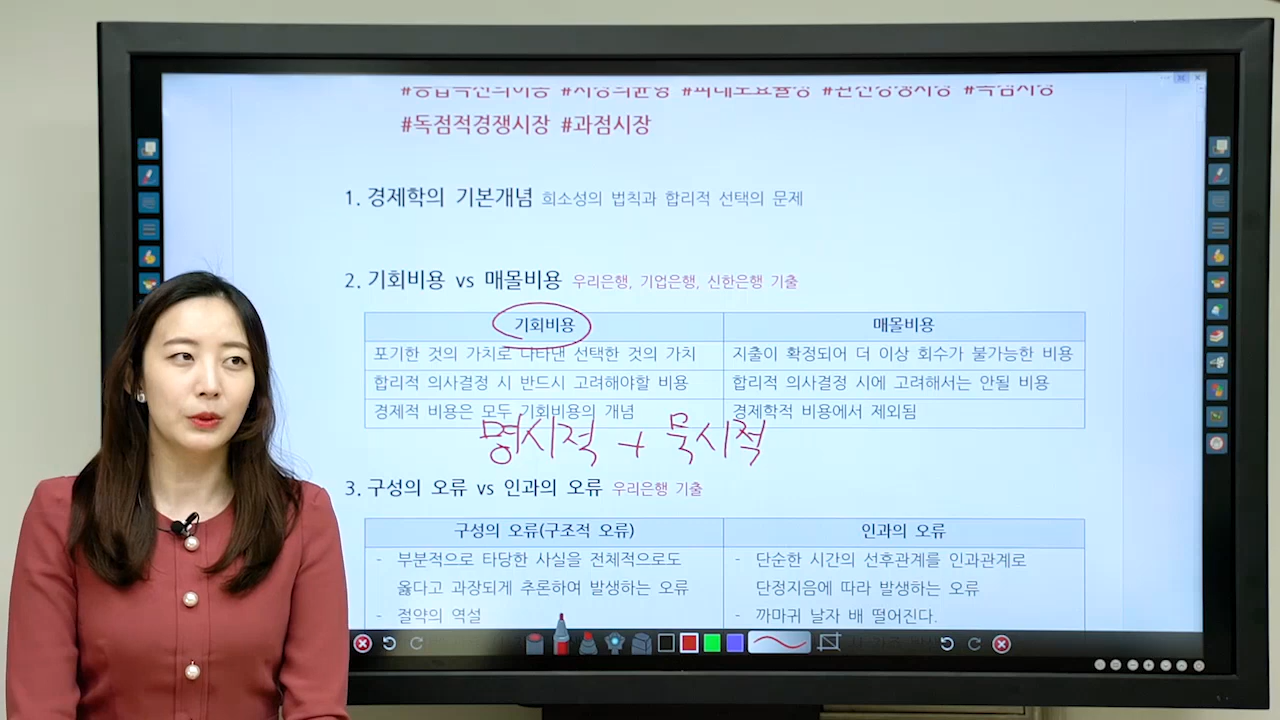 #독점적경쟁시장 #과점시장
1. 경제학의 기본개념 희소성의 법칙과 합리적 선택의 문제
2. 기회비용 vs 매몰비용 우리은행, 기업은행, 신한은행 기출
기회비용 매몰비용
포기한 것의 가치로 나타낸 선택한 것의 가치 지출이 확정되어 더 이상 회수가 불가능한 비용
합리적 의사결정 시 반드시 고려해야할 비용 합리적 의사결정 시에 고려해서는 안될 비용
경제적 비용은 모두 기회비용의 개념 경제학적 비용에서 제외됨
명시적 + 묵시적
3. 구성의 오류 vs 인과의 오류 우리은행 기출
구성의 오류(구조적 오류) 인과의 오류
- 부분적으로 타당한 사실을 전체적으로도 - 단순한 시간의 선후관계를 인과관계로
옳다고 과장되게 추론하여 발생하는 오류 단정지음에 따라 발생하는 오류
- 절약의 역설 - 까마귀 날자 배 떨어진다.